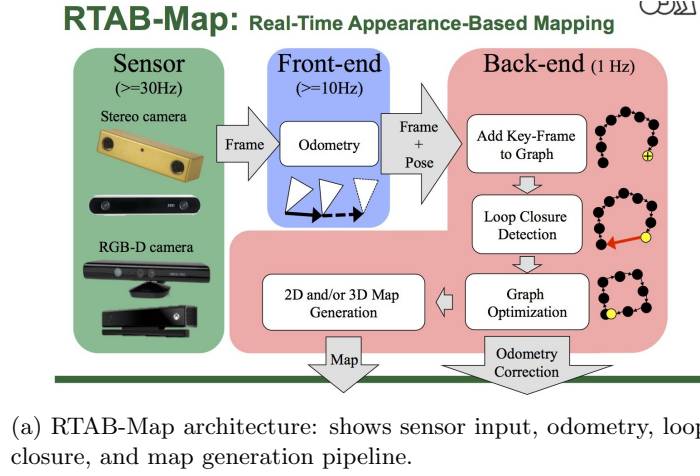 RTAB-Map: Real-Time Appearance-Based Mapping
Sensor
(>=30Hz)
Stereo camera
RGB-D camera
Frame
Front-end
(>=10Hz)
Odometry
Frame
+
Pose
Back-end (1 Hz)
Add Key-Frame
to Graph
Loop Closure
Detection
Graph
Optimization
2D and/or 3D Map
Generation
Map
Odometry
Correction
(a) RTAB-Map architecture: shows sensor input, odometry, loop
closure, and map generation pipeline.